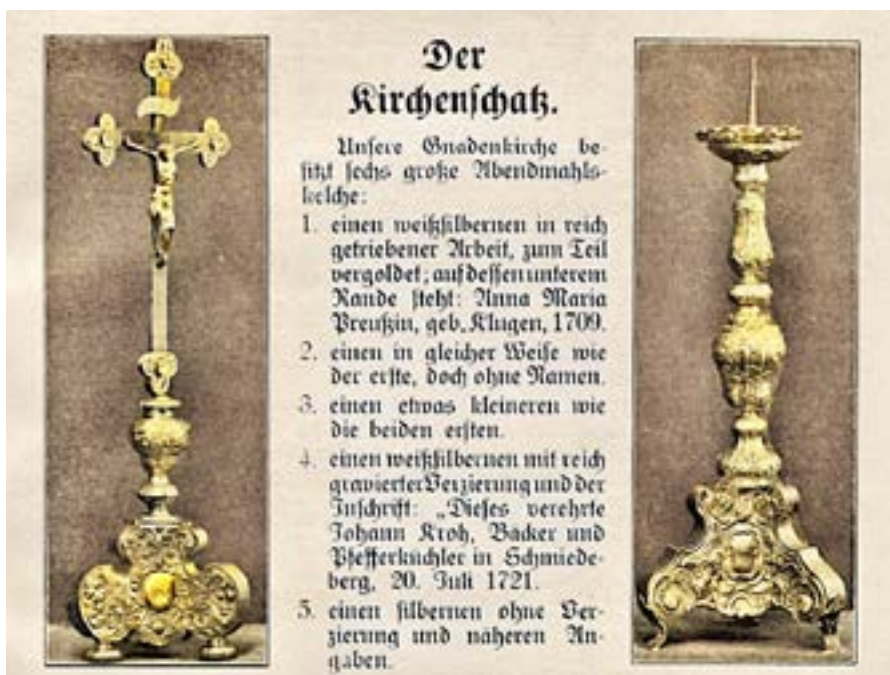 Der
Kirchenschatz.
Unsere Gnadenkirche be-
sitzt sechs große Abendmahls-
kelche:
1. einen weißsilbernen in reich
getriebener Arbeit, zum Teil
vergoldet; auf dessen unterem
Rande steht: Anna Maria
Preußin, geb. Klugen, 1709.
2. einen in gleicher Weise wie
der erste, doch ohne Namen.
3. einen etwas kleineren wie
die beiden ersten.
4. einen weißsilbernen mit reich
gravierter Verzierung und der
Inschrift: „Dieses verehrte
Johann Kroh, Bäcker und
Pfefferküchler in Schmiede-
berg, 20. Juli 1721.
5. einen silbernen ohne Ver-
zierung und näheren An-
gaben.